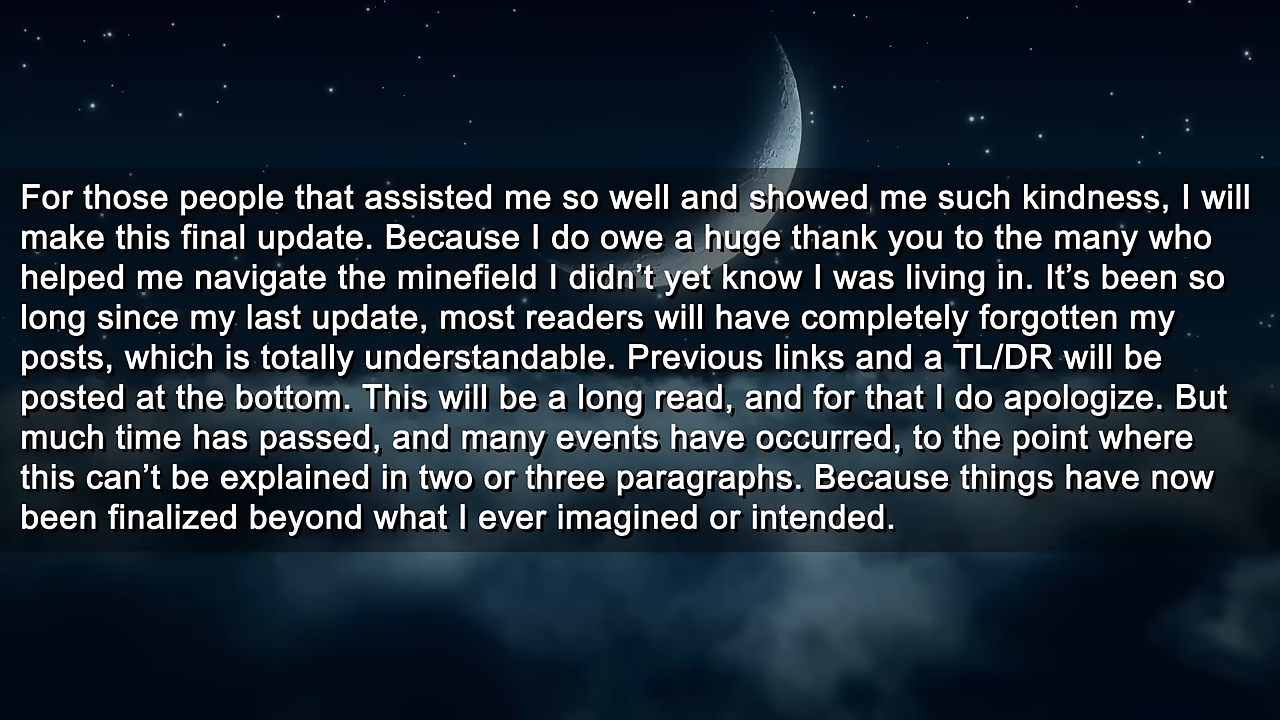 For those people that assisted me so well and showed me such kindness, I will
make this final update. Because I do owe a huge thank you to the many who
helped me navigate the minefield I didn’t yet know I was living in. It’s been so
long since my last update, most readers will have completely forgotten my
posts, which is totally understandable. Previous links and a TL/DR will be
posted at the bottom. This will be a long read, and for that I do apologize. But
much time has passed, and many events have occurred, to the point where
this can’t be explained in two or three paragraphs. Because things have now
been finalized beyond what I ever imagined or intended.